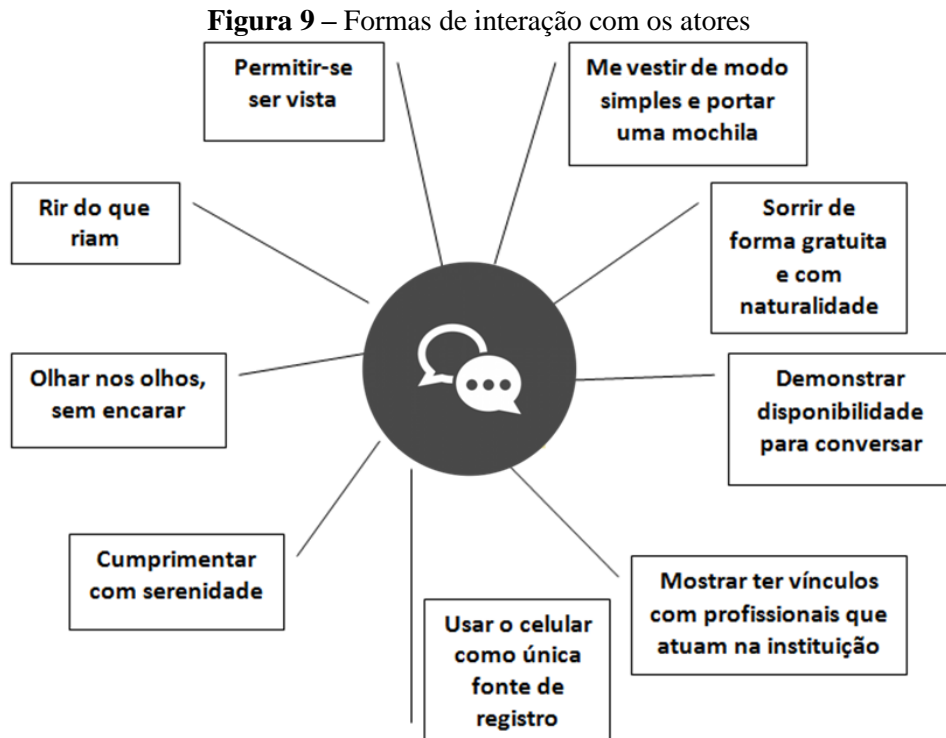 Figura 9 – Formas de interação com os atores
Permitir-se
ser vista
Me vestir de modo
simples e portar
uma mochila
Rir do que
riam
Sorrir de
forma gratuita
e com
naturalidade
Olhar nos olhos,
sem encarar
Demonstrar
disponibilidade
para conversar
Cumprimentar
com serenidade
Mostrar ter vínculos
com profissionais que
atuam na instituição
Usar o celular
como única
fonte de
registro